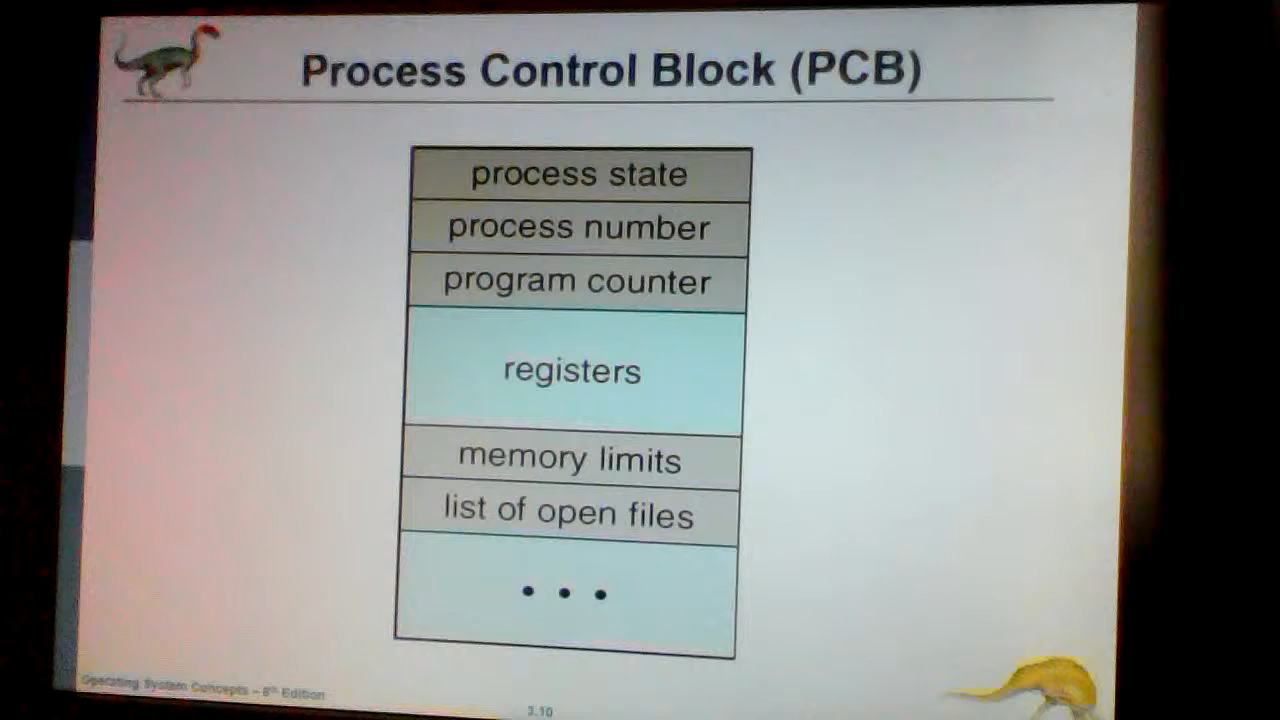 Process Control Block (PCB)
process state
process number
program counter
registers
memory limits
list of open files
• • •
Operating System Concepts – 8th Edition
3.10